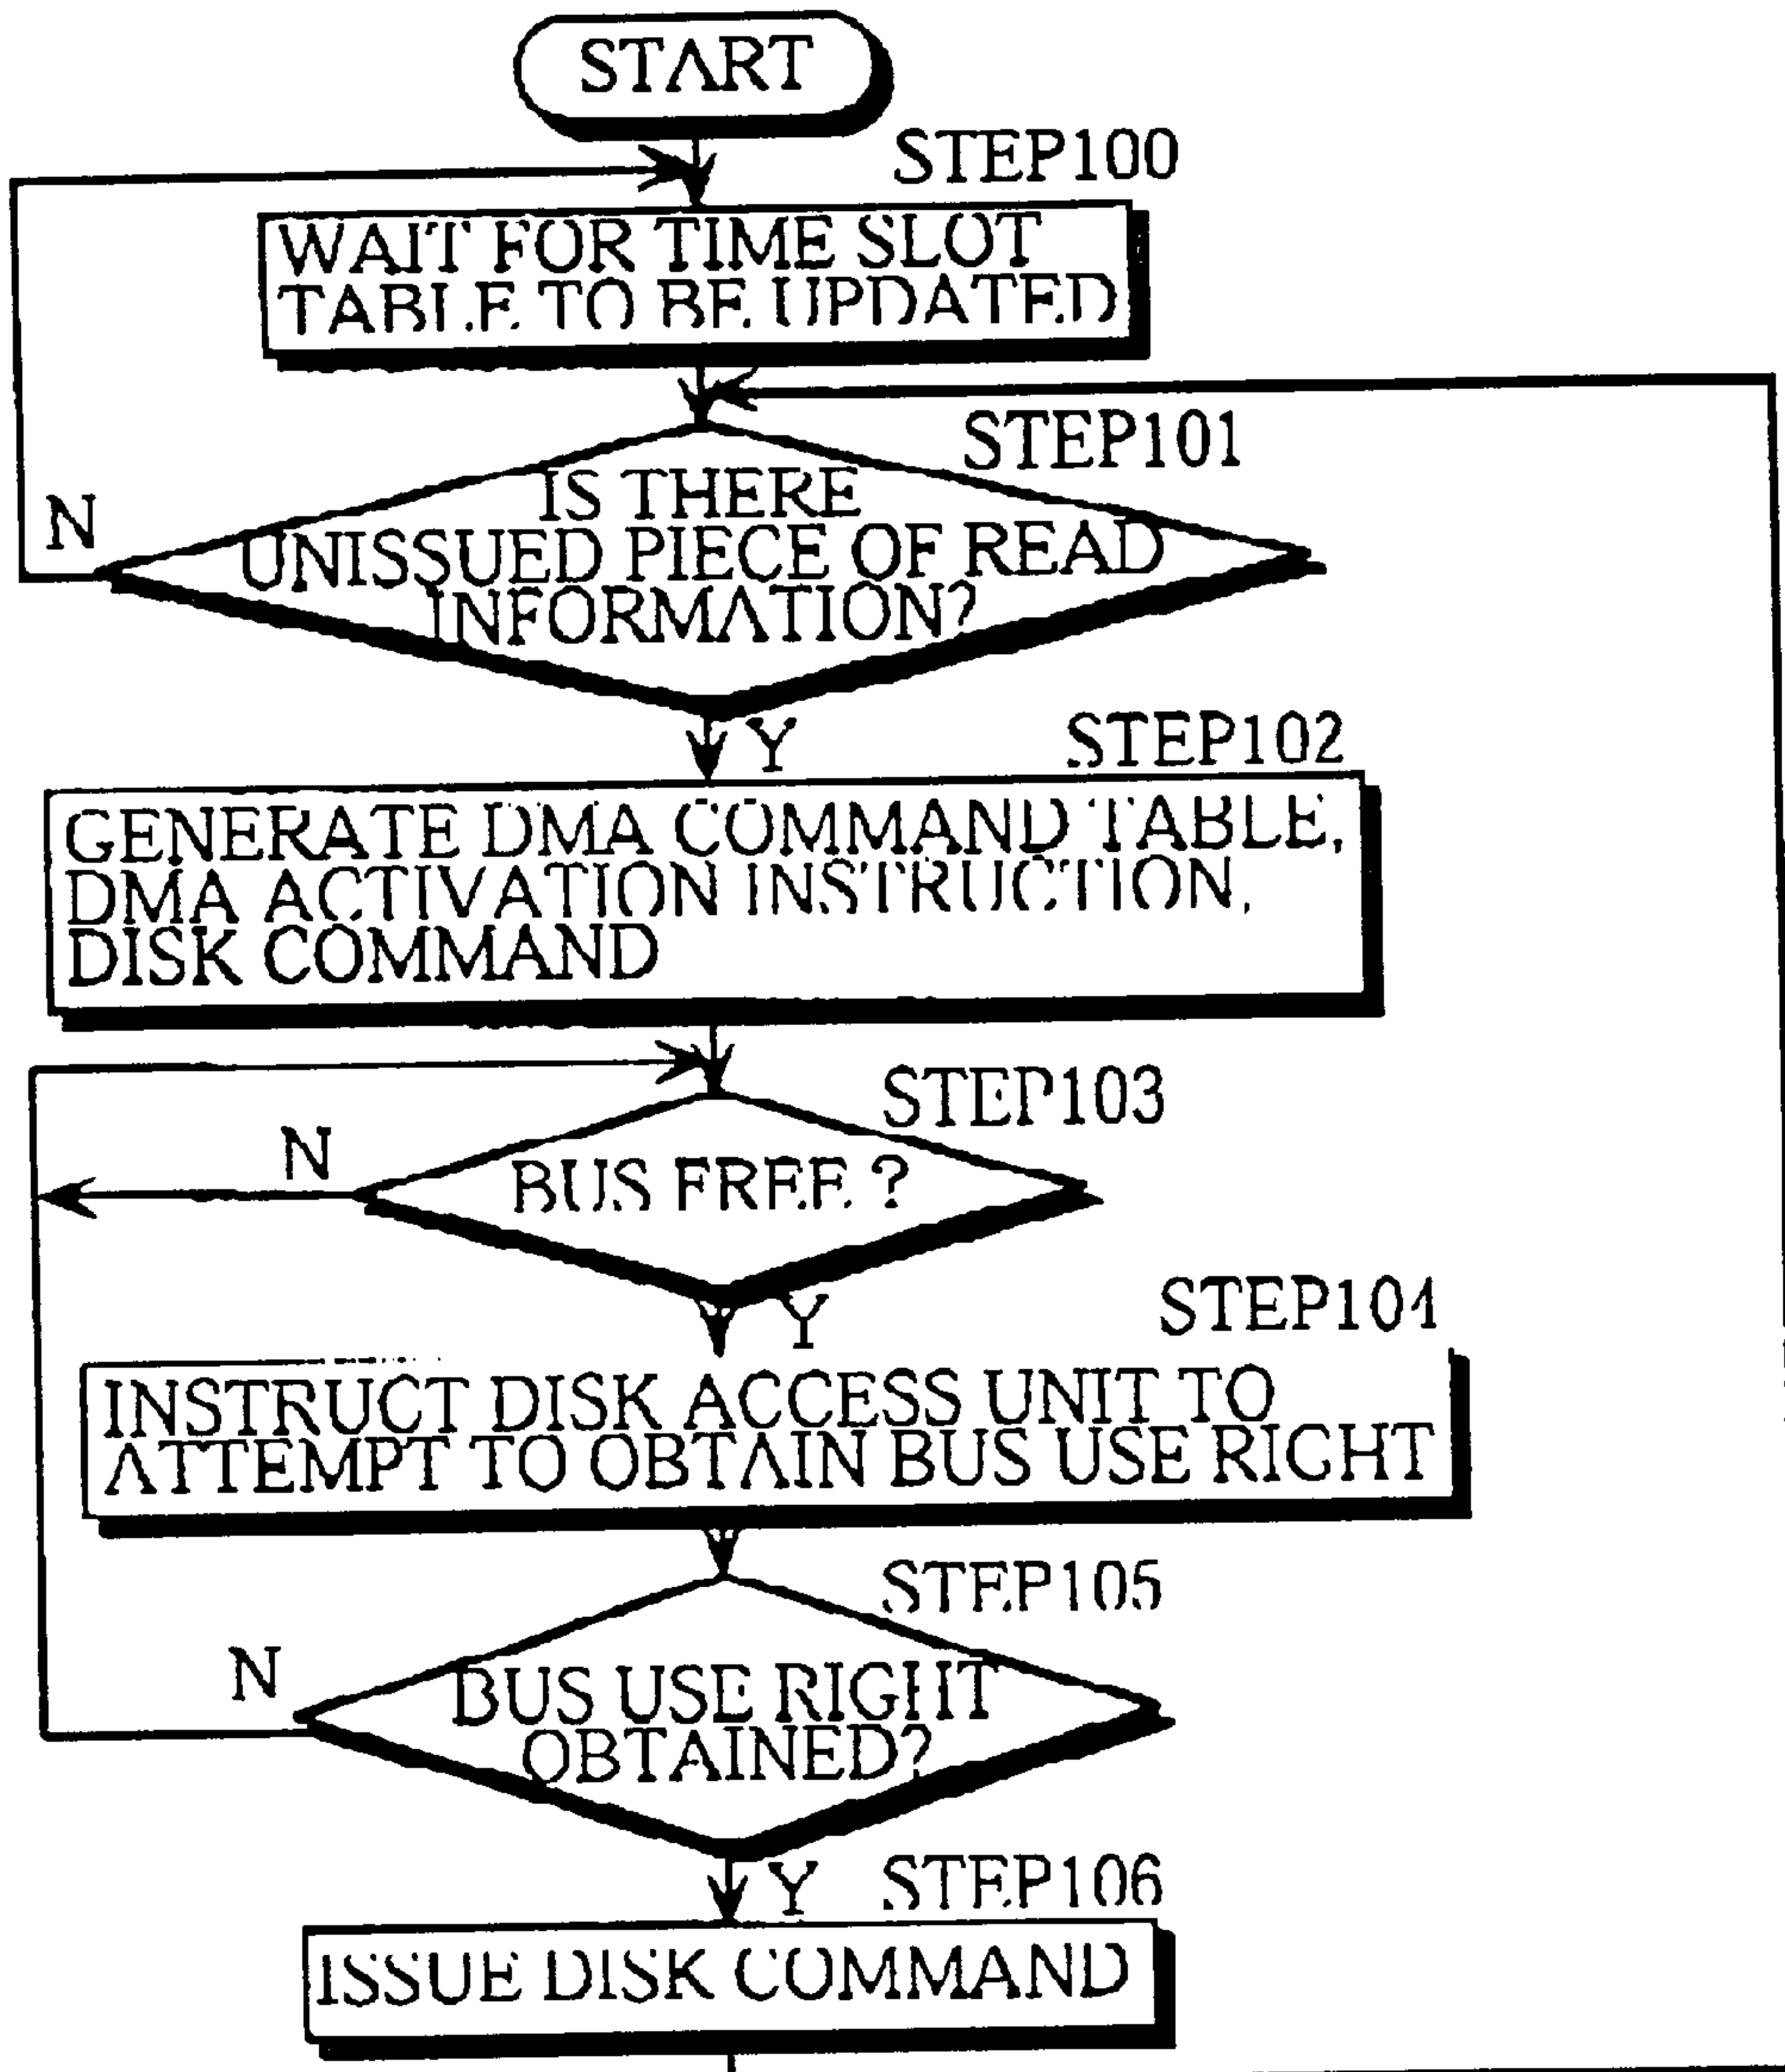 START
STEP100
WAIT FOR TIME SLOT
TABLE TO BE UPDATED
STEP101
IS THERE
UNISSUED PIECE OF READ
INFORMATION?
N
Y
STEP102
GENERATE DMA COMMAND TABLE,
DMA ACTIVATION INSTRUCTION,
DISK COMMAND
STEP103
N
BUS FREE ?
Y
STEP104
INSTRUCT DISK ACCESS UNIT TO
ATTEMPT TO OBTAIN BUS USE RIGHT
STEP105
N
BUS USE RIGHT
OBTAINED?
Y
STEP106
ISSUE DISK COMMAND